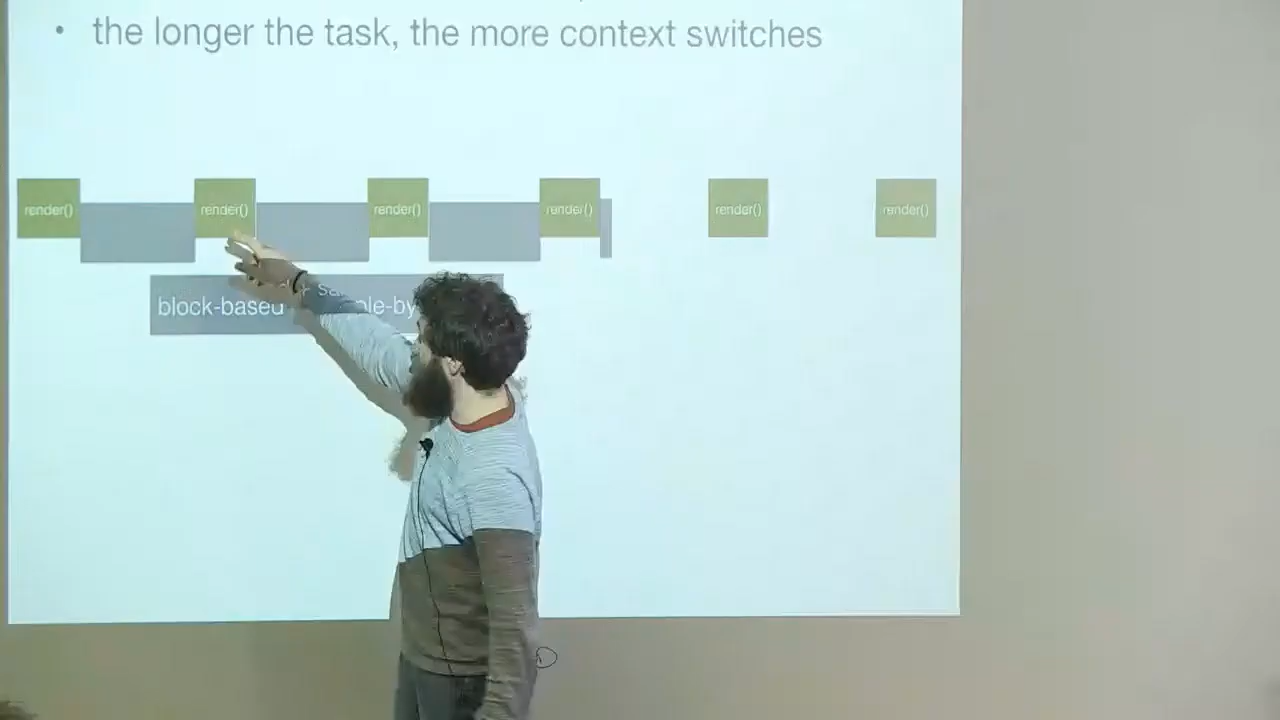 • the longer the task, the more context switches
render() render() render() render() render() render()
block-based